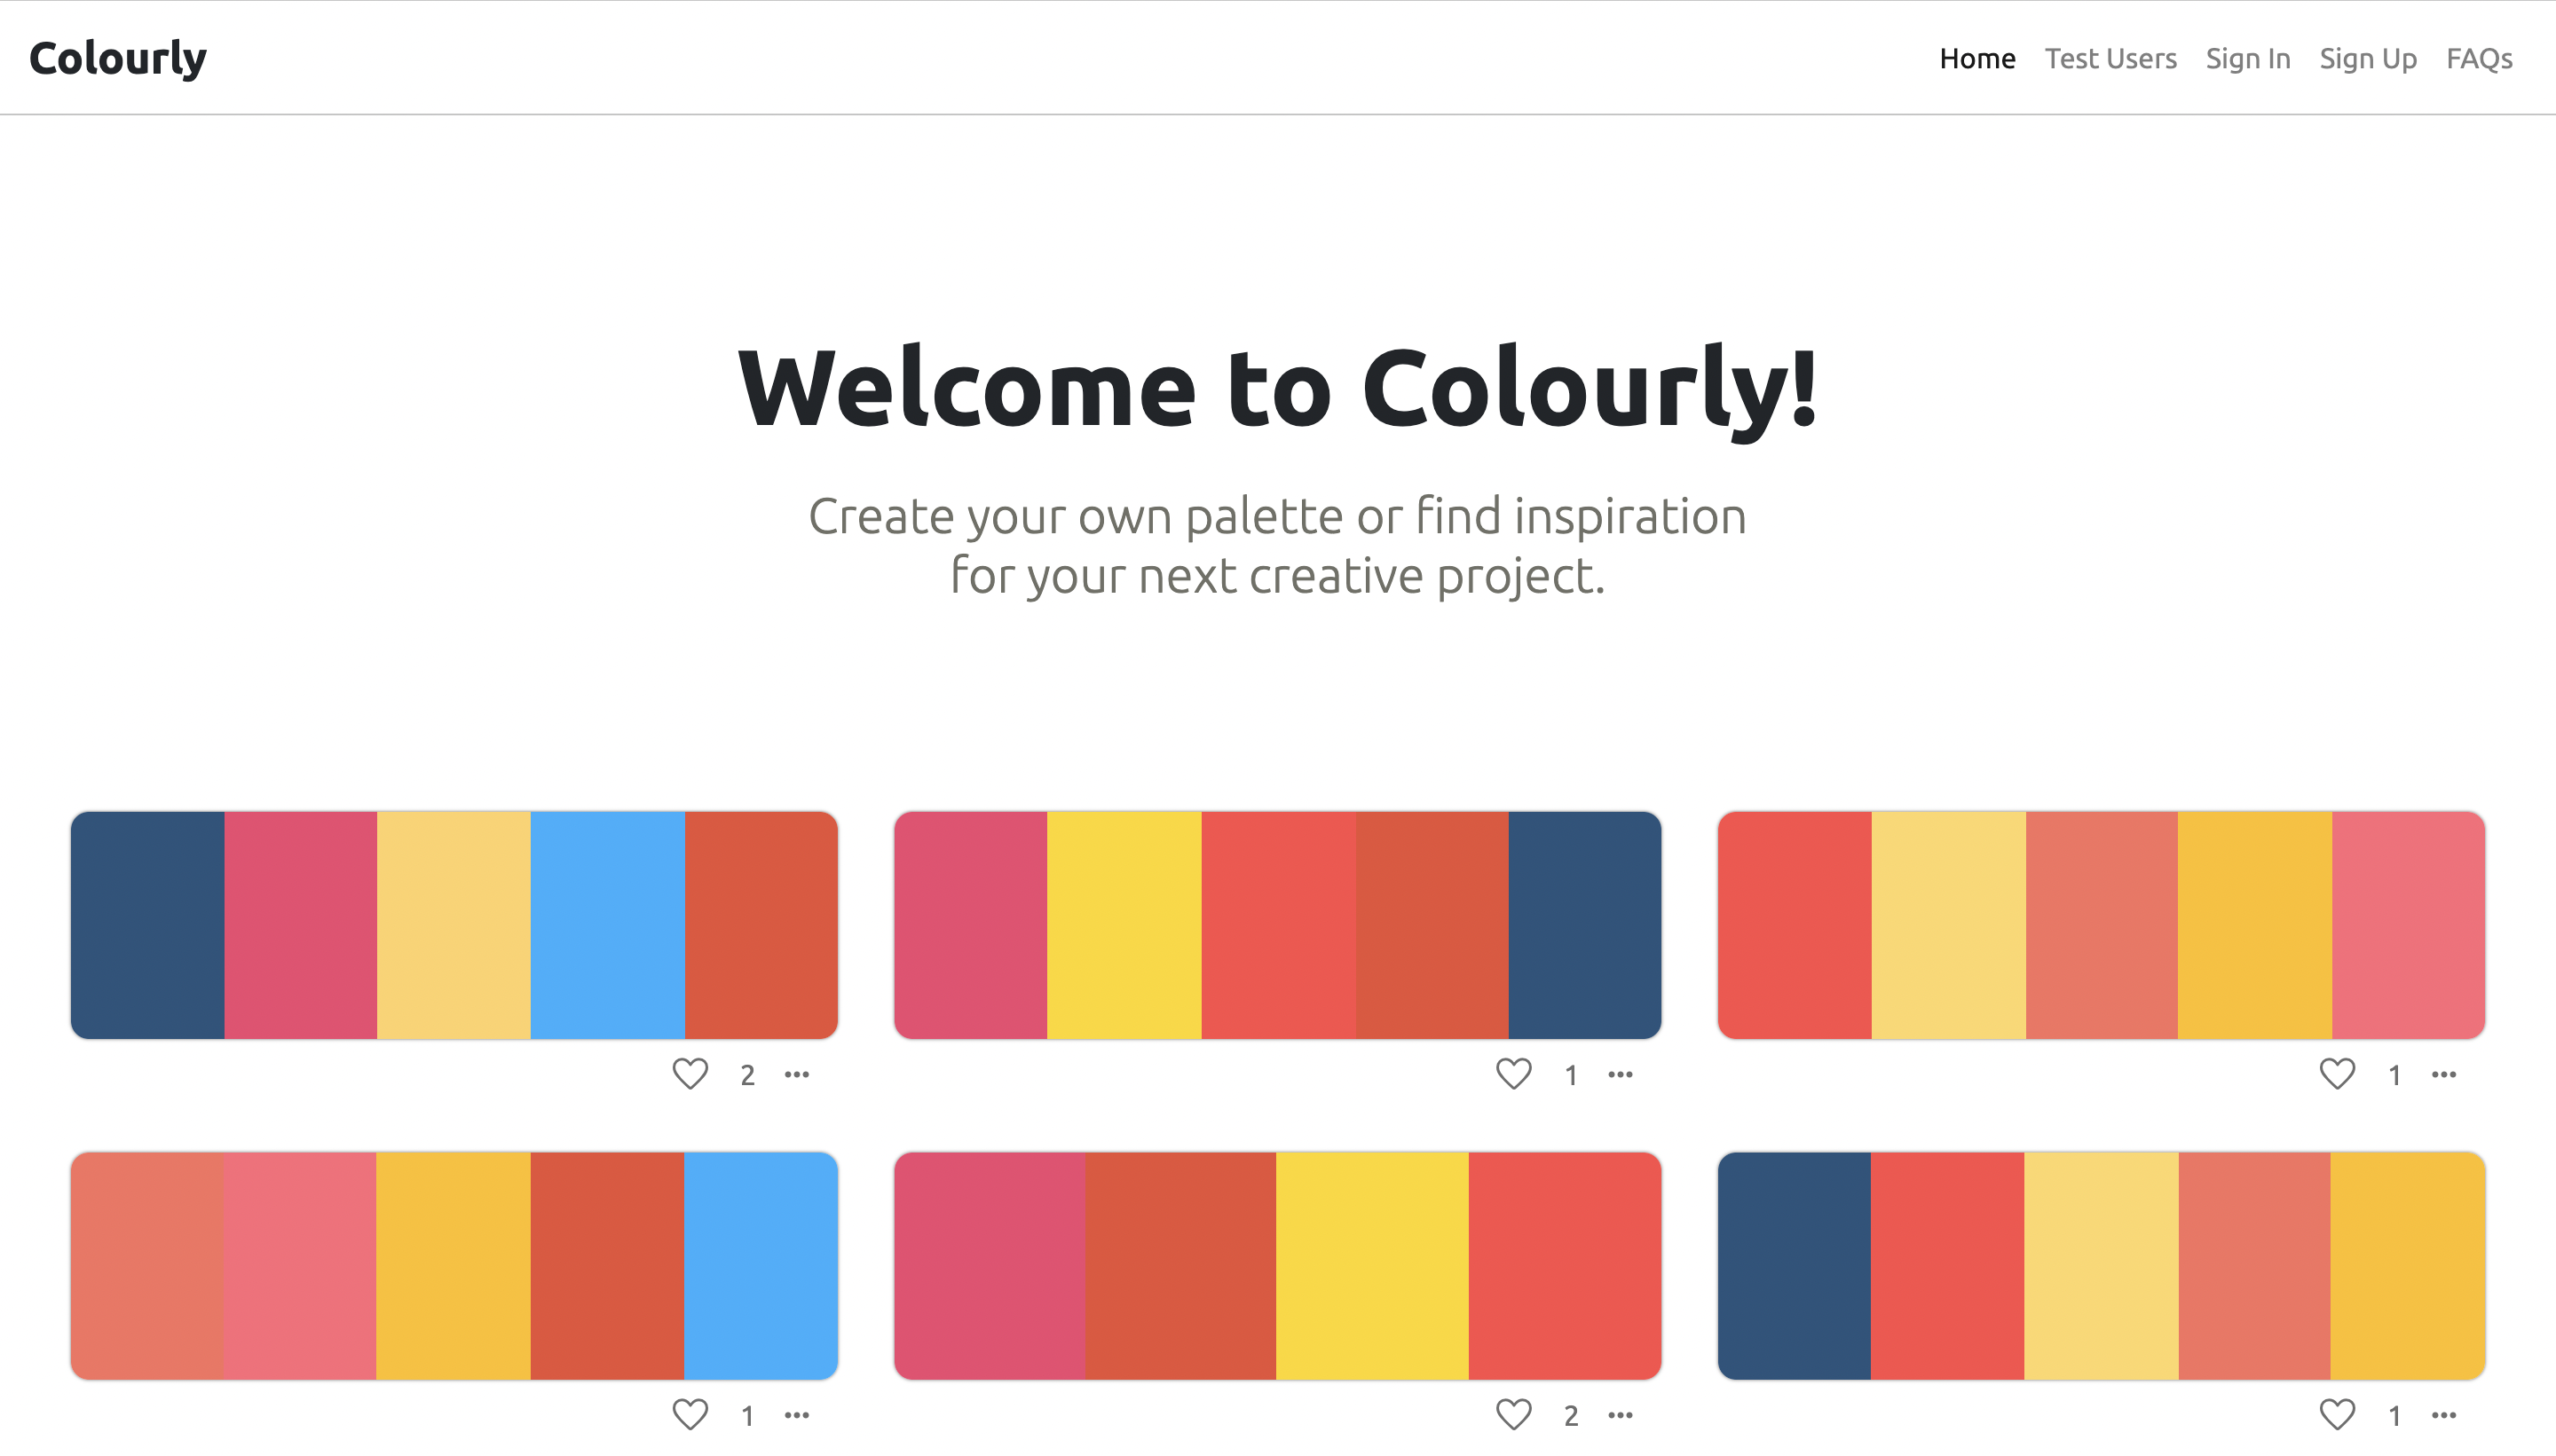 Colourly
Home Test Users Sign In Sign Up FAQs
Welcome to Colourly!
Create your own palette or find inspiration
for your next creative project.
2 ••• 1 ••• 1 •••
1 ••• 2 ••• 1 •••